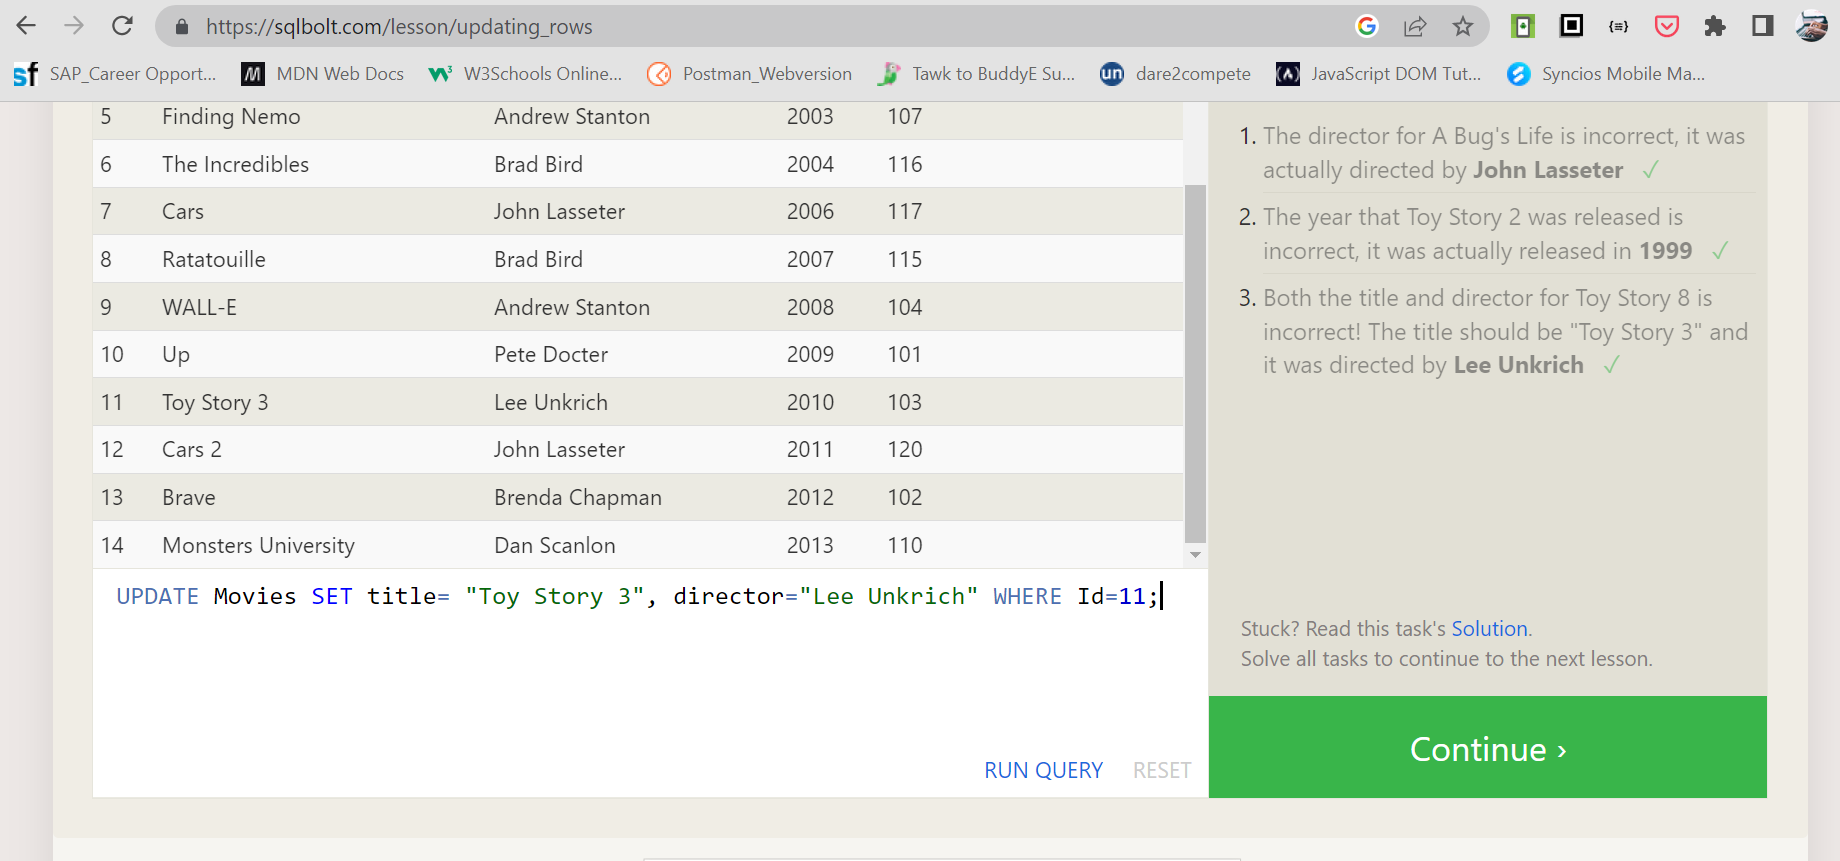 https://sqlbolt.com/lesson/updating_rows
SAP_Career Opport... MDN Web Docs W3Schools Online... Postman_Webversion Tawk to BuddyE Su... dare2compete JavaScript DOM Tut... Syncios Mobile Ma...
5 Finding Nemo Andrew Stanton 2003 107
6 The Incredibles Brad Bird 2004 116
7 Cars John Lasseter 2006 117
8 Ratatouille Brad Bird 2007 115
9 WALL-E Andrew Stanton 2008 104
10 Up Pete Docter 2009 101
11 Toy Story 3 Lee Unkrich 2010 103
12 Cars 2 John Lasseter 2011 120
13 Brave Brenda Chapman 2012 102
14 Monsters University Dan Scanlon 2013 110
UPDATE Movies SET title= "Toy Story 3", director="Lee Unkrich" WHERE Id=11;
RUN QUERY RESET
1. The director for A Bug's Life is incorrect, it was
actually directed by John Lasseter ✓
2. The year that Toy Story 2 was released is
incorrect, it was actually released in 1999 ✓
3. Both the title and director for Toy Story 8 is
incorrect! The title should be "Toy Story 3" and
it was directed by Lee Unkrich ✓
Stuck? Read this task's Solution.
Solve all tasks to continue to the next lesson.
Continue ›